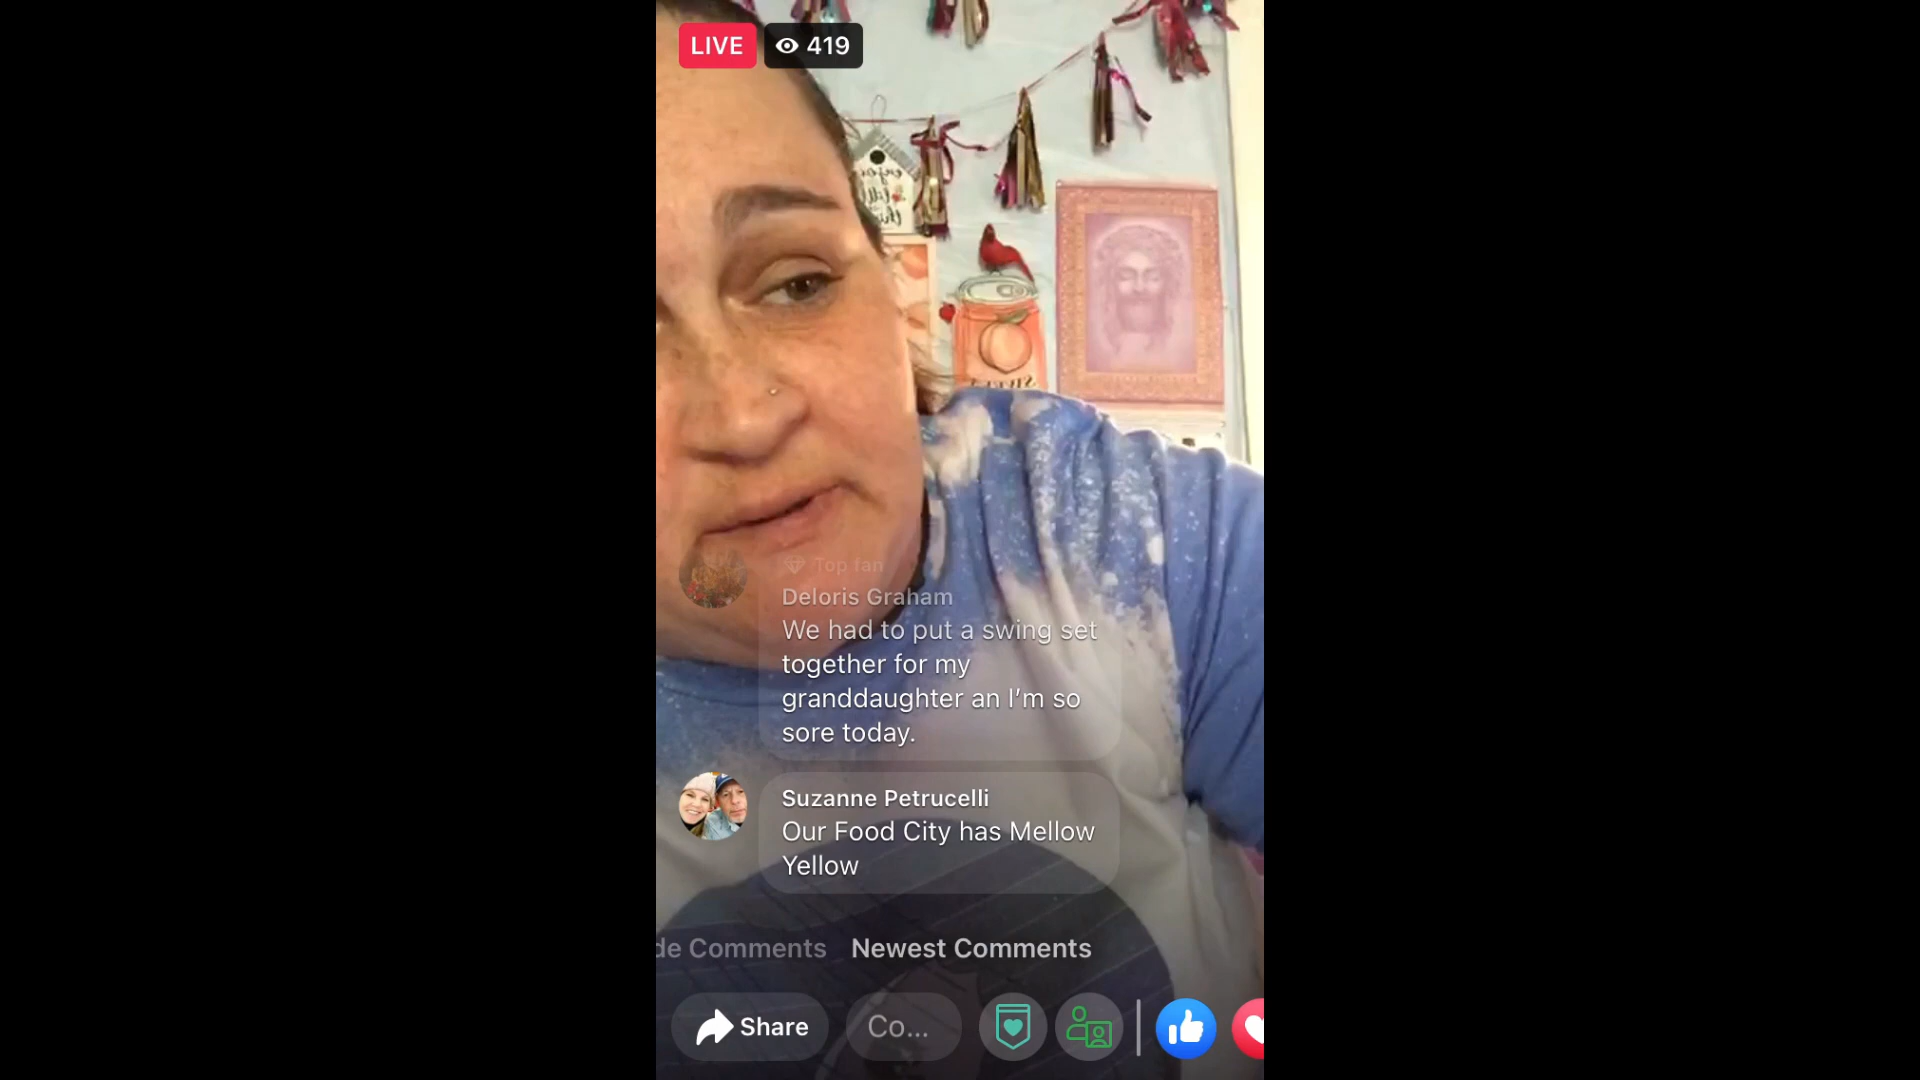 LIVE 419
Top fan
Deloris Graham
We had to put a swing set
together for my
granddaughter an I’m so
sore today.
Suzanne Petrucelli
Our Food City has Mellow
Yellow
de Comments Newest Comments
Share Co...